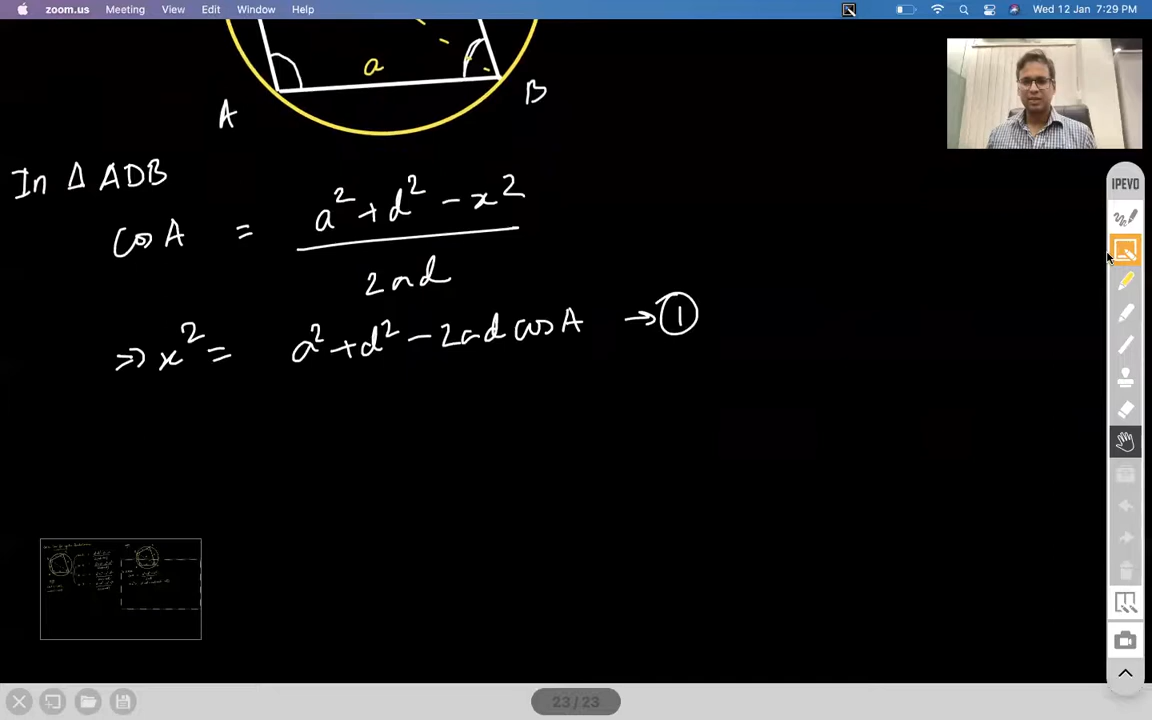 zoom.us Meeting View Edit Window Help Wed 12 Jan 7:29 PM
IPEVO
a
A B
In Δ ADB
cos A = a² + d² - x² / 2ad
⇒ x² = a² + d² - 2ad cos A → ①
23 / 23